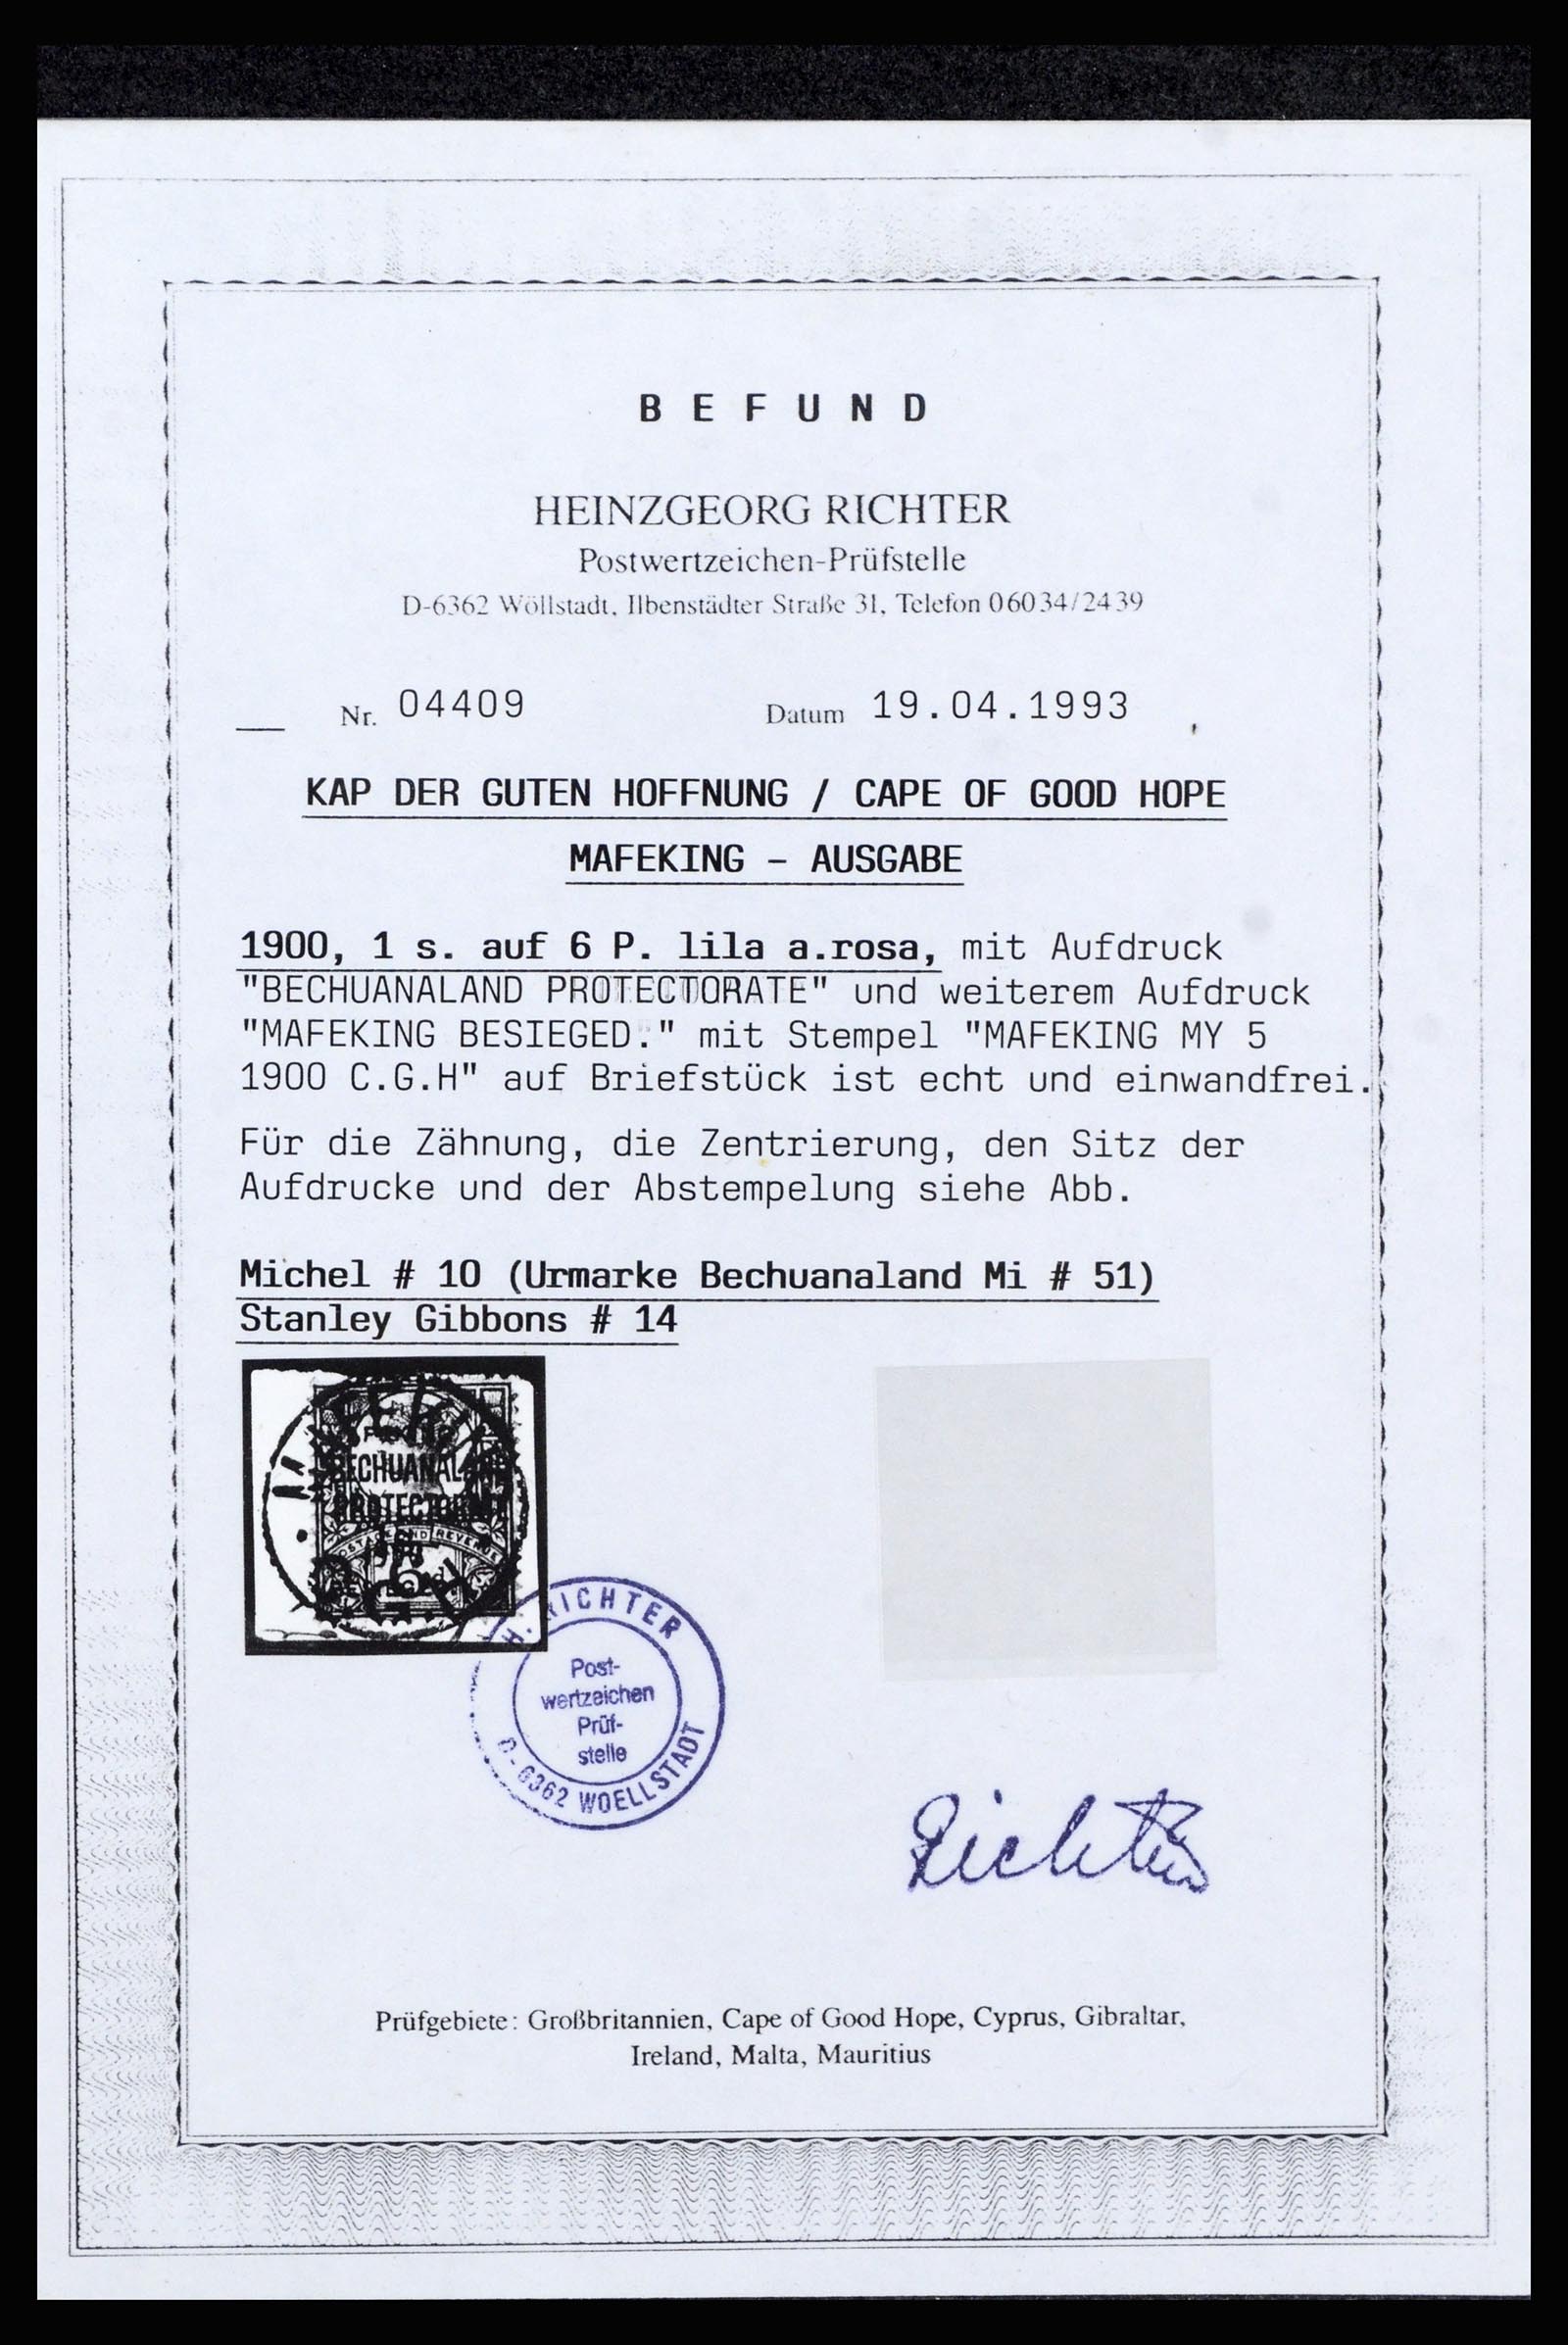 BEFUND
HEINZGEORG RICHTER
Postwertzeichen-Prüfstelle
D-6362 Wöllstadt, Ilbenstädter Straße 31, Telefon 06034/2439
Nr. 04409 Datum 19.04.1993
KAP DER GUTEN HOFFNUNG / CAPE OF GOOD HOPE
MAFEKING - AUSGABE
1900, 1 s. auf 6 P. lila a.rosa, mit Aufdruck
"BECHUANALAND PROTECTORATE" und weiterem Aufdruck
"MAFEKING BESIEGED." mit Stempel "MAFEKING MY 5
1900 C.G.H" auf Briefstück ist echt und einwandfrei.
Für die Zähnung, die Zentrierung, den Sitz der
Aufdrucke und der Abstempelung siehe Abb.
Michel # 10 (Urmarke Bechuanaland Mi # 51)
Stanley Gibbons # 14
BECHUANALAND
PROTECTORATE
POSTAGE AND REVENUE
H. RICHTER
Post-
wertzeichen
Prüf-
stelle
D-6362 WOELLSTADT
Richter
Prüfgebiete: Großbritannien, Cape of Good Hope, Cyprus, Gibraltar,
Ireland, Malta, Mauritius